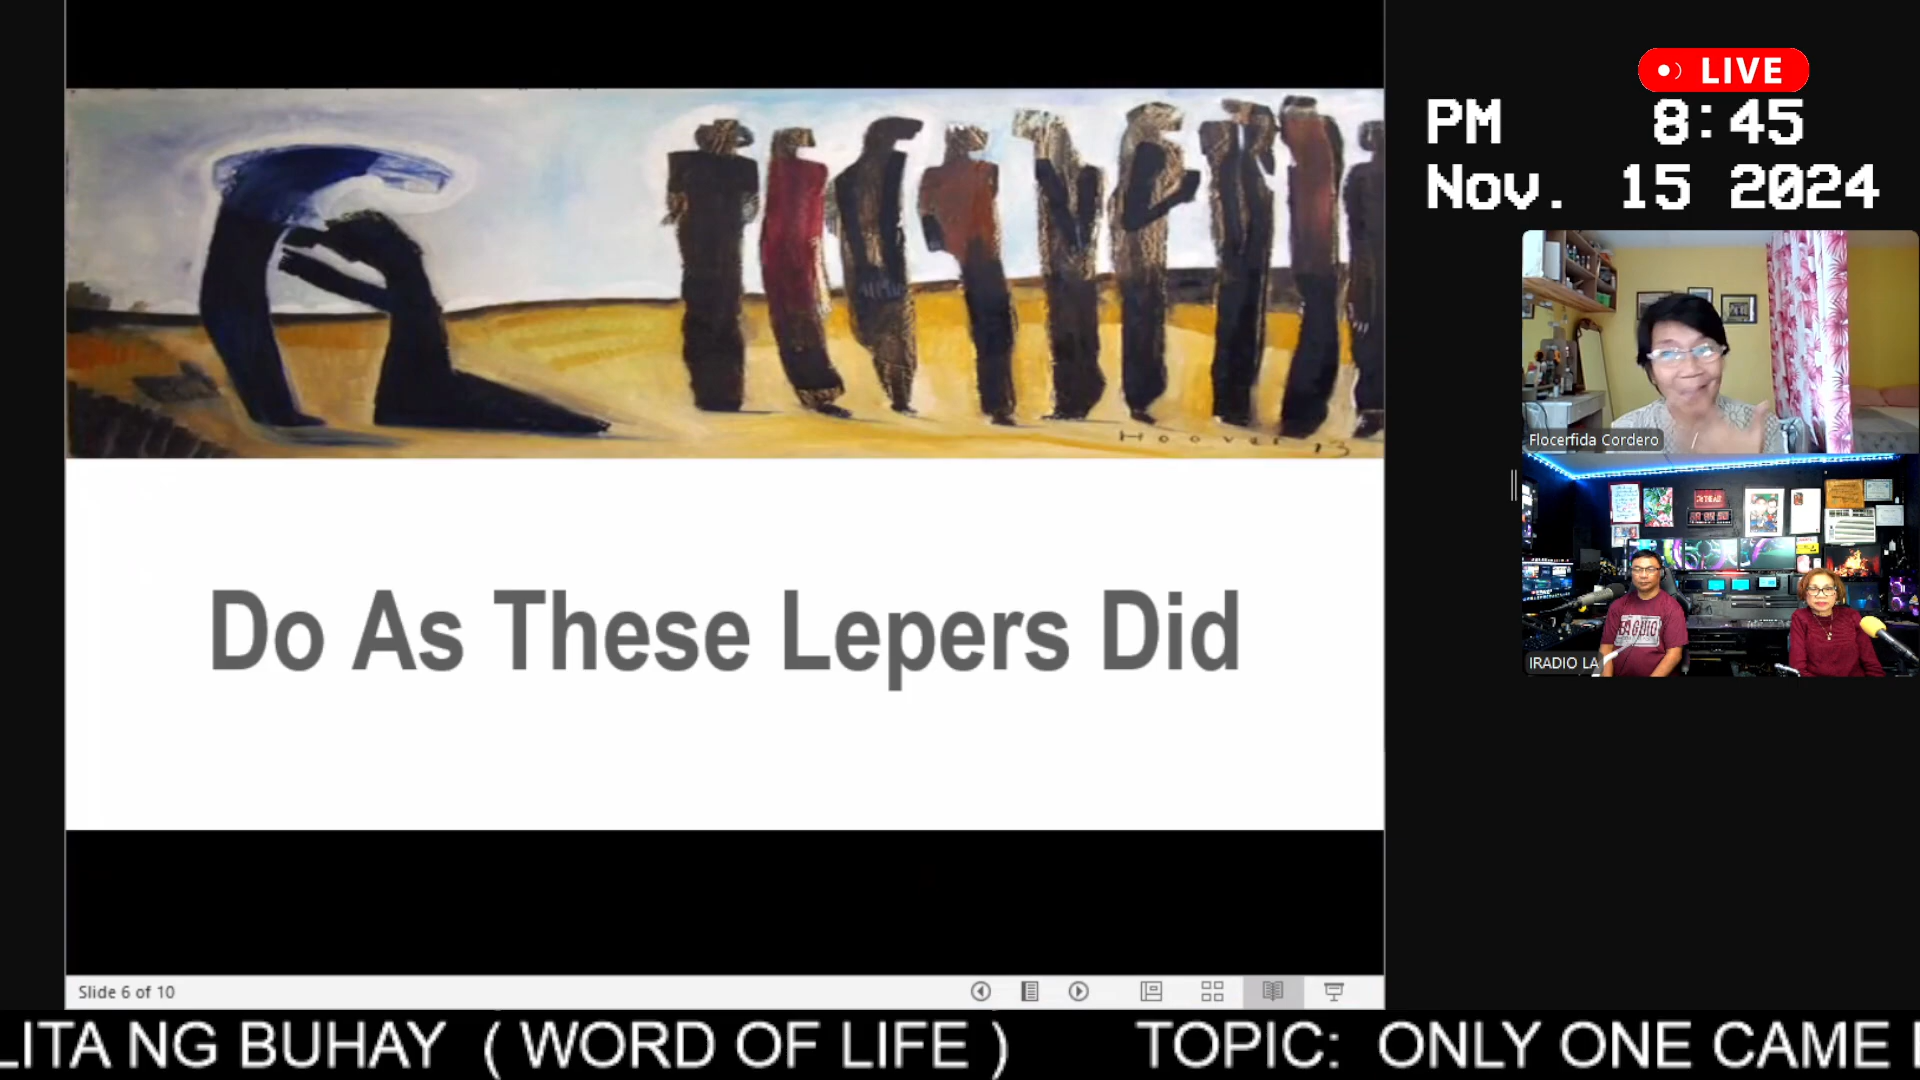 LIVE
PM 8:45
Nov. 15 2024
Hoover 13
Do As These Lepers Did
Flocerfida Cordero
BAGUIO
IRADIO LA
Slide 6 of 10
LITA NG BUHAY ( WORD OF LIFE ) TOPIC: ONLY ONE CAME